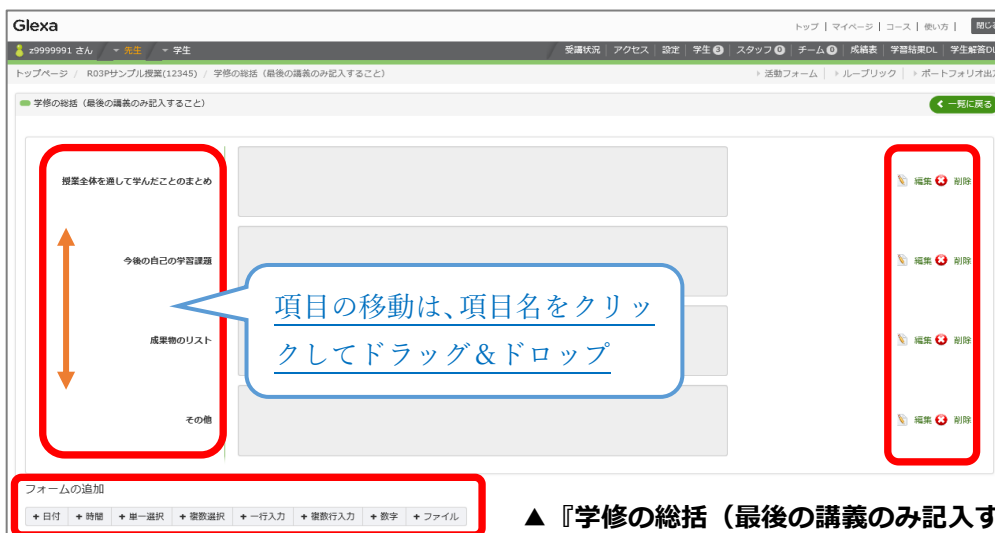 Glexa
トップ | マイページ | コース | 使い方 | 閉じ
z9999991 さん ▼ 先生 ▼ 学生 受講状況 アクセス 設定 学生3 スタッフ0 チーム0 成績表 学習結果DL 学生解答DL
トップページ / R03Pサンプル授業(12345) / 学修の総括（最後の講義のみ記入すること） › 活動フォーム › ルーブリック › ポートフォリオ出
学修の総括（最後の講義のみ記入すること） 一覧に戻る
授業全体を通して学んだことのまとめ 編集 削除
今後の自己の学習課題 編集 削除
項目の移動は、項目名をクリッ
クしてドラッグ＆ドロップ
成果物のリスト 編集 削除
その他 編集 削除
フォームの追加
+ 日付 + 時間 + 単一選択 + 複数選択 + 一行入力 + 複数行入力 + 数字 + ファイル
▲『学修の総括（最後の講義のみ記入す